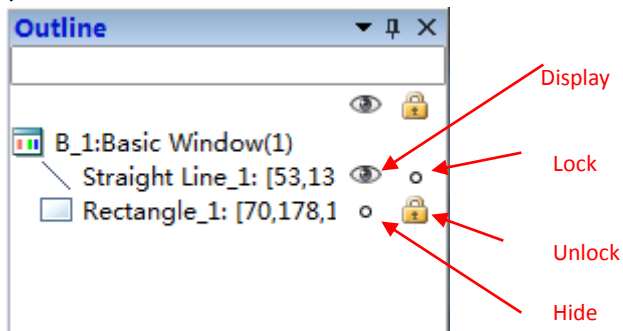 Outline
Display
B_1:Basic Window(1)
Straight Line_1: [53,13
Lock
Rectangle_1: [70,178,1
Unlock
Hide